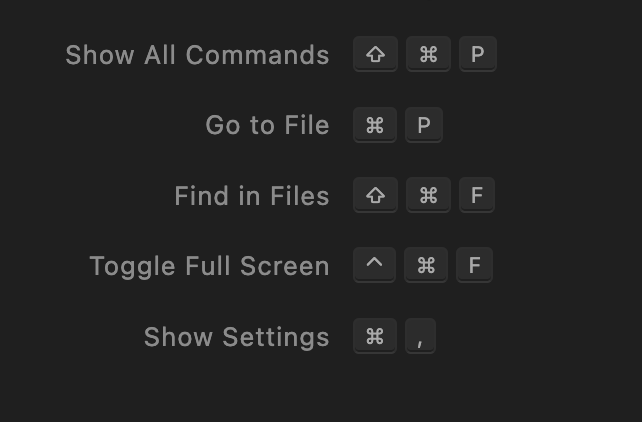 Show All Commands ⇧ ⌘ P
Go to File ⌘ P
Find in Files ⇧ ⌘ F
Toggle Full Screen ⌃ ⌘ F
Show Settings ⌘ ,